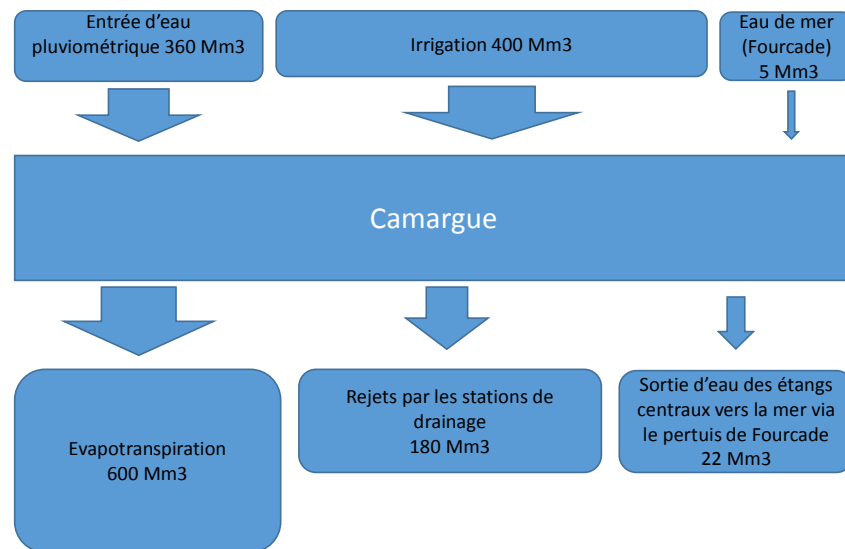 Entrée d’eau
pluviométrique 360 Mm3
Irrigation 400 Mm3
Eau de mer
(Fourcade)
5 Mm3
Camargue
Evapotranspiration
600 Mm3
Rejets par les stations de
drainage
180 Mm3
Sortie d’eau des étangs
centraux vers la mer via
le pertuis de Fourcade
22 Mm3